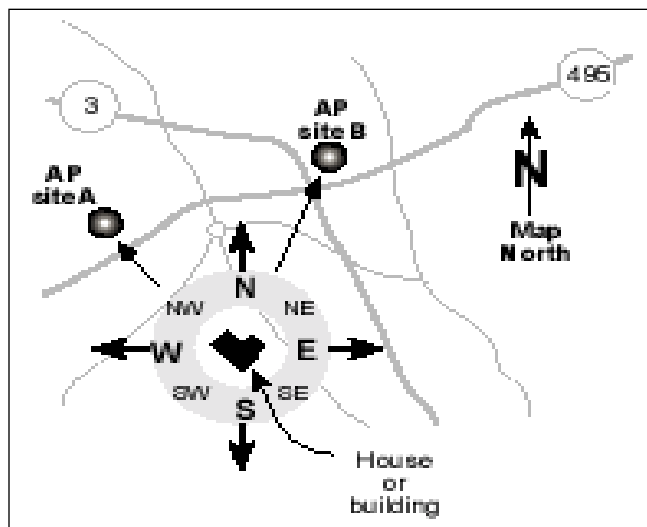 495
3
AP
site B
AP
site A
N
Map
North
N
NW
NE
W
E
SW
SE
S
House
or
building